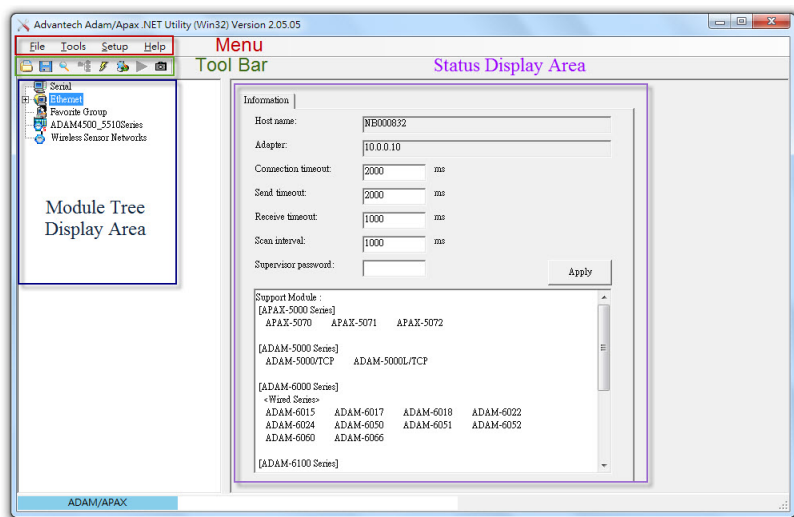 Advantech Adam/Apax .NET Utility (Win32) Version 2.05.05
File Tools Setup Help Menu
Tool Bar
Status Display Area
Serial
Ethernet
Favorite Group
ADAM4500_5510Series
Wireless Sensor Networks
Module Tree
Display Area
Information
Host name: NB000832
Adapter: 10.0.0.10
Connection timeout: 2000 ms
Send timeout: 2000 ms
Receive timeout: 1000 ms
Scan interval: 1000 ms
Supervisor password:
Apply
Support Module :
[APAX-5000 Series]
APAX-5070 APAX-5071 APAX-5072
[ADAM-5000 Series]
ADAM-5000/TCP ADAM-5000L/TCP
[ADAM-6000 Series]
<Wired Series>
ADAM-6015 ADAM-6017 ADAM-6018 ADAM-6022
ADAM-6024 ADAM-6050 ADAM-6051 ADAM-6052
ADAM-6060 ADAM-6066
[ADAM-6100 Series]
ADAM/APAX